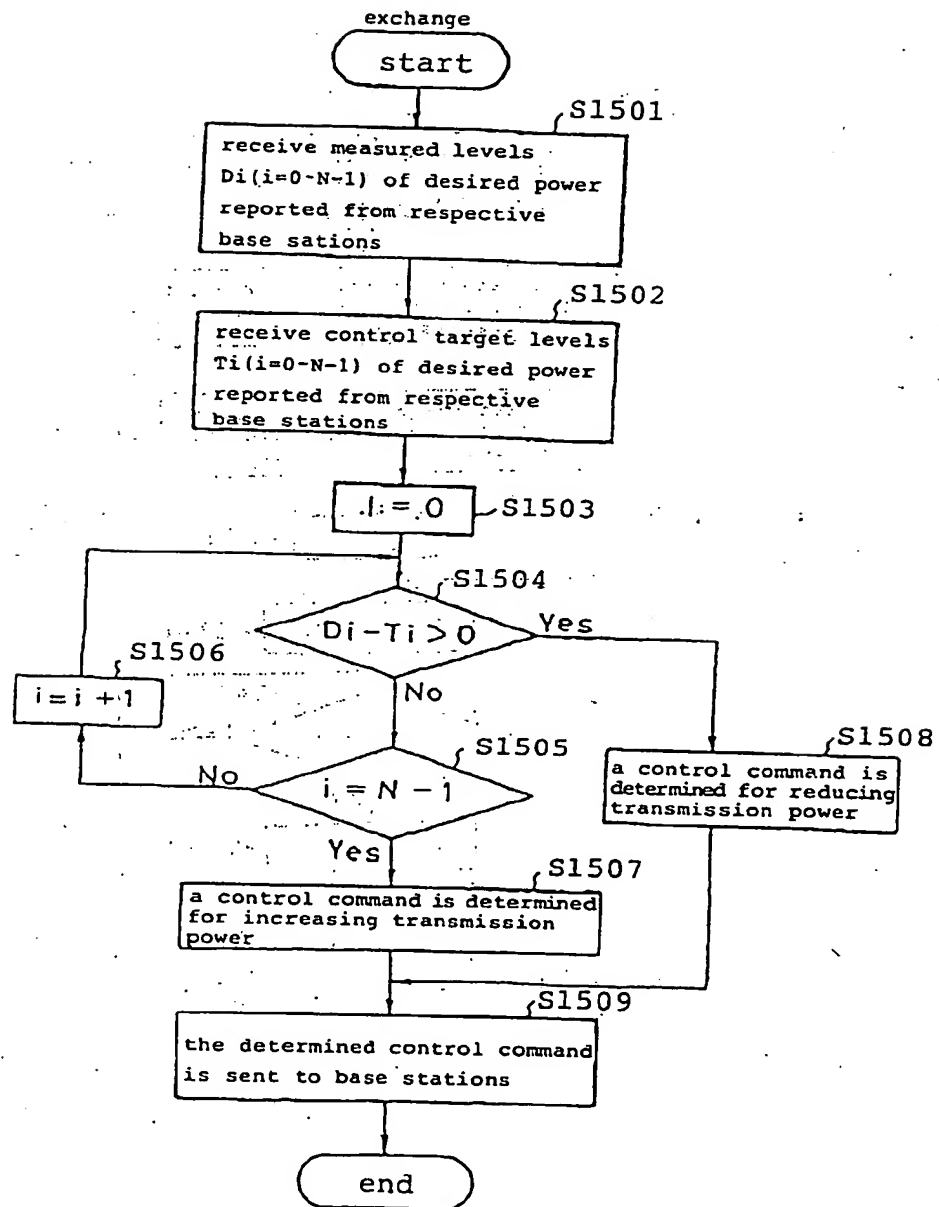 exchange
start
S1501
receive measured levels
Di(i=0~N-1) of desired power
reported from respective
base sations
S1502
receive control target levels
Ti(i=0~N-1) of desired power
reported from respective
base stations
i = 0
S1503
S1504
Di-Ti > 0
Yes
S1506
i = i + 1
No
S1505
S1508
No
i = N - 1
a control command is
determined for reducing
transmission power
Yes
S1507
a control command is determined
for increasing transmission
power
S1509
the determined control command
is sent to base stations
end